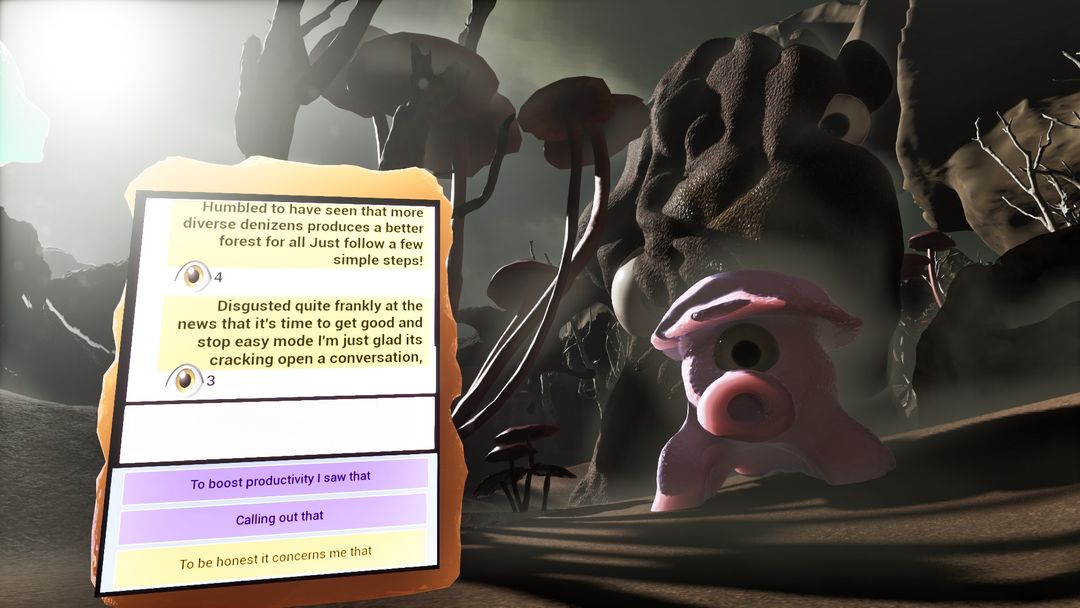 Humbled to have seen that more
diverse denizens produces a better
forest for all Just follow a few
simple steps!
4
Disgusted quite frankly at the
news that it's time to get good and
stop easy mode I'm just glad its
cracking open a conversation,
3
To boost productivity I saw that
Calling out that
To be honest it concerns me that